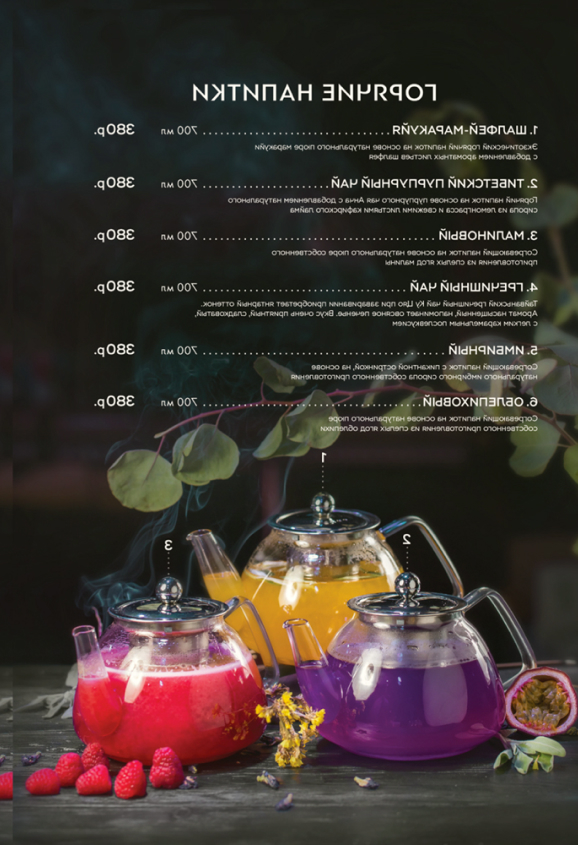 ГОРЯЧИЕ НАПИТКИ
1. ШАЛФЕЙ-МАРАКУЙЯ 700 мл 380р.
Экзотический горячий напиток на основе натурального пюре маракуйи
с добавлением ароматных листьев шалфея
2. ТИБЕТСКИЙ ПУРПУРНЫЙ ЧАЙ 700 мл 380р.
Горячий напиток на основе пурпурного чая Анча с добавлением натурального
сиропа из лемонграсса и свежими листьями кафирского лайма
3. МАЛИНОВЫЙ 700 мл 380р.
Согревающий напиток на основе натурального пюре собственного
приготовления из спелых ягод малины
4. ГРЕЧИШНЫЙ ЧАЙ 700 мл 380р.
Тайваньский гречишный чай Ку Цяо при заваривании приобретает янтарный оттенок.
Аромат насыщенный, напоминает овсяное печенье. Вкус очень приятный, сладковатый,
с легким карамельным послевкусием
5. ИМБИРНЫЙ 700 мл 380р.
Согревающий напиток с пикантной остринкой, на основе
натурального имбирного сиропа собственного приготовления
6. ОБЛЕПИХОВЫЙ 700 мл 380р.
Согревающий напиток на основе натурального пюре
собственного приготовления из спелых ягод облепихи
1
2
3